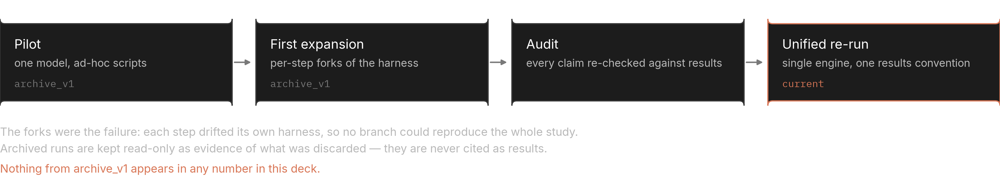 Pilot
one model, ad-hoc scripts
archive_v1
First expansion
per-step forks of the harness
archive_v1
Audit
every claim re-checked against results
Unified re-run
single engine, one results convention
current
The forks were the failure: each step drifted its own harness, so no branch could reproduce the whole study.
Archived runs are kept read-only as evidence of what was discarded — they are never cited as results.
Nothing from archive_v1 appears in any number in this deck.